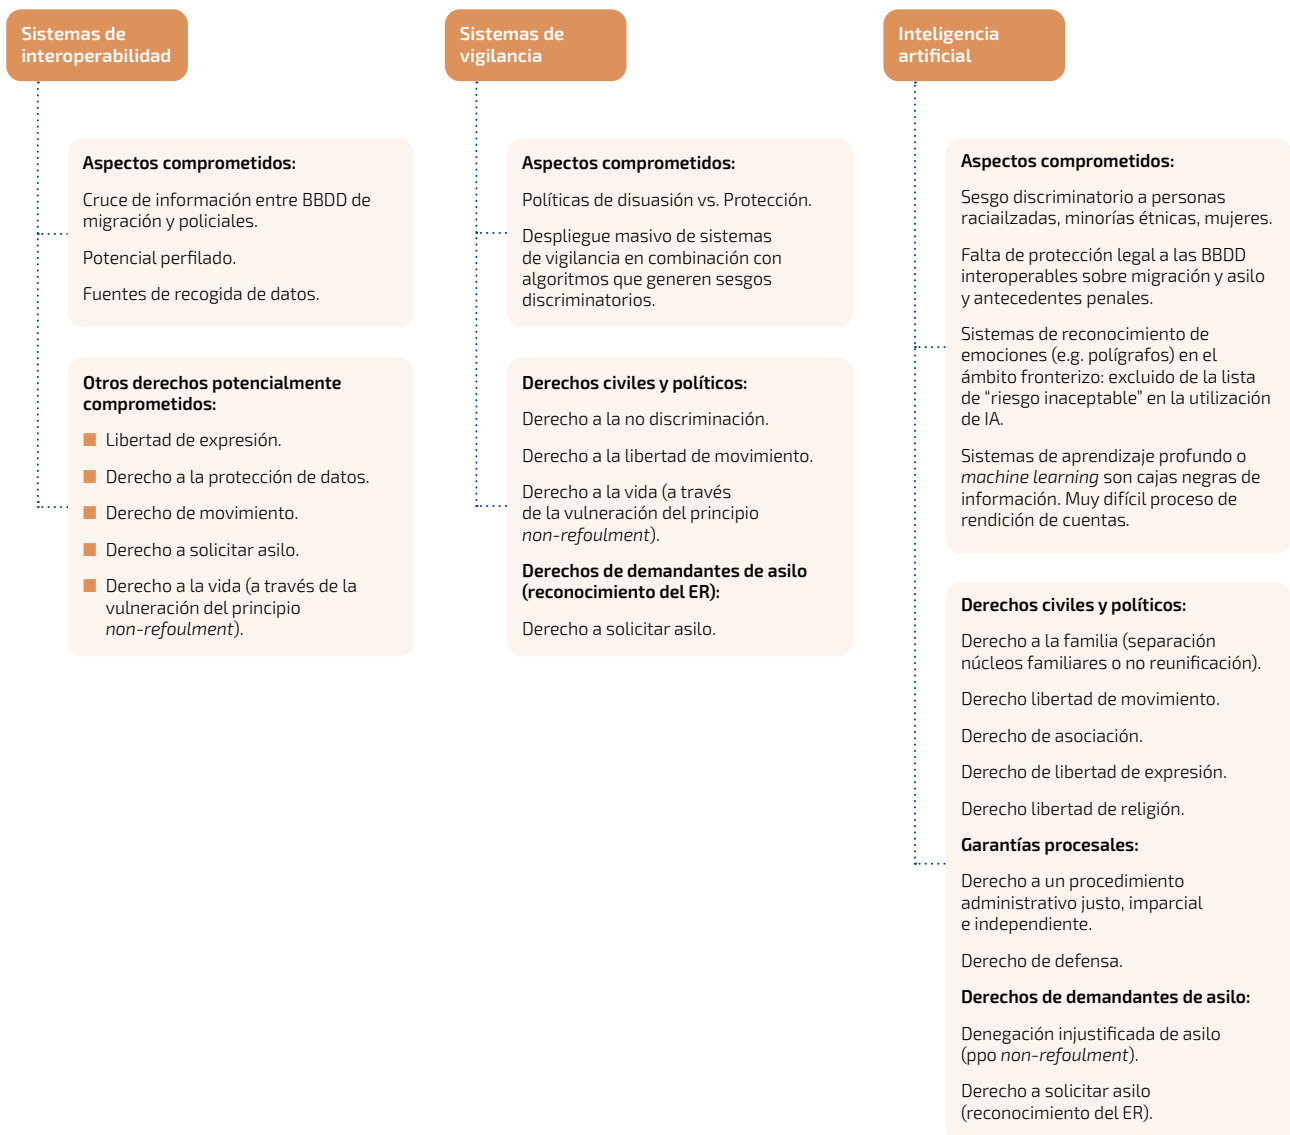 Sistemas de
interoperabilidad
Aspectos comprometidos:
Cruce de información entre BBDD de
migración y policiales.
Potencial perfilado.
Fuentes de recogida de datos.
Otros derechos potencialmente
comprometidos:
Libertad de expresión.
Derecho a la protección de datos.
Derecho de movimiento.
Derecho a solicitar asilo.
Derecho a la vida (a través de la
vulneración del principio
non-refoulment).
Sistemas de
vigilancia
Aspectos comprometidos:
Políticas de disuasión vs. Protección.
Despliegue masivo de sistemas
de vigilancia en combinación con
algoritmos que generen sesgos
discriminatorios.
Derechos civiles y políticos:
Derecho a la no discriminación.
Derecho a la libertad de movimiento.
Derecho a la vida (a través
de la vulneración del principio
non-refoulment).
Derechos de demandantes de asilo
(reconocimiento del ER):
Derecho a solicitar asilo.
Inteligencia
artificial
Aspectos comprometidos:
Sesgo discriminatorio a personas
raciailzadas, minorías étnicas, mujeres.
Falta de protección legal a las BBDD
interoperables sobre migración y asilo
y antecedentes penales.
Sistemas de reconocimiento de
emociones (e.g. polígrafos) en el
ámbito fronterizo: excluido de la lista
de “riesgo inaceptable” en la utilización
de IA.
Sistemas de aprendizaje profundo o
machine learning son cajas negras de
información. Muy difícil proceso de
rendición de cuentas.
Derechos civiles y políticos:
Derecho a la familia (separación
núcleos familiares o no reunificación).
Derecho libertad de movimiento.
Derecho de asociación.
Derecho de libertad de expresión.
Derecho libertad de religión.
Garantías procesales:
Derecho a un procedimiento
administrativo justo, imparcial
e independiente.
Derecho de defensa.
Derechos de demandantes de asilo:
Denegación injustificada de asilo
(ppo non-refoulment).
Derecho a solicitar asilo
(reconocimiento del ER).